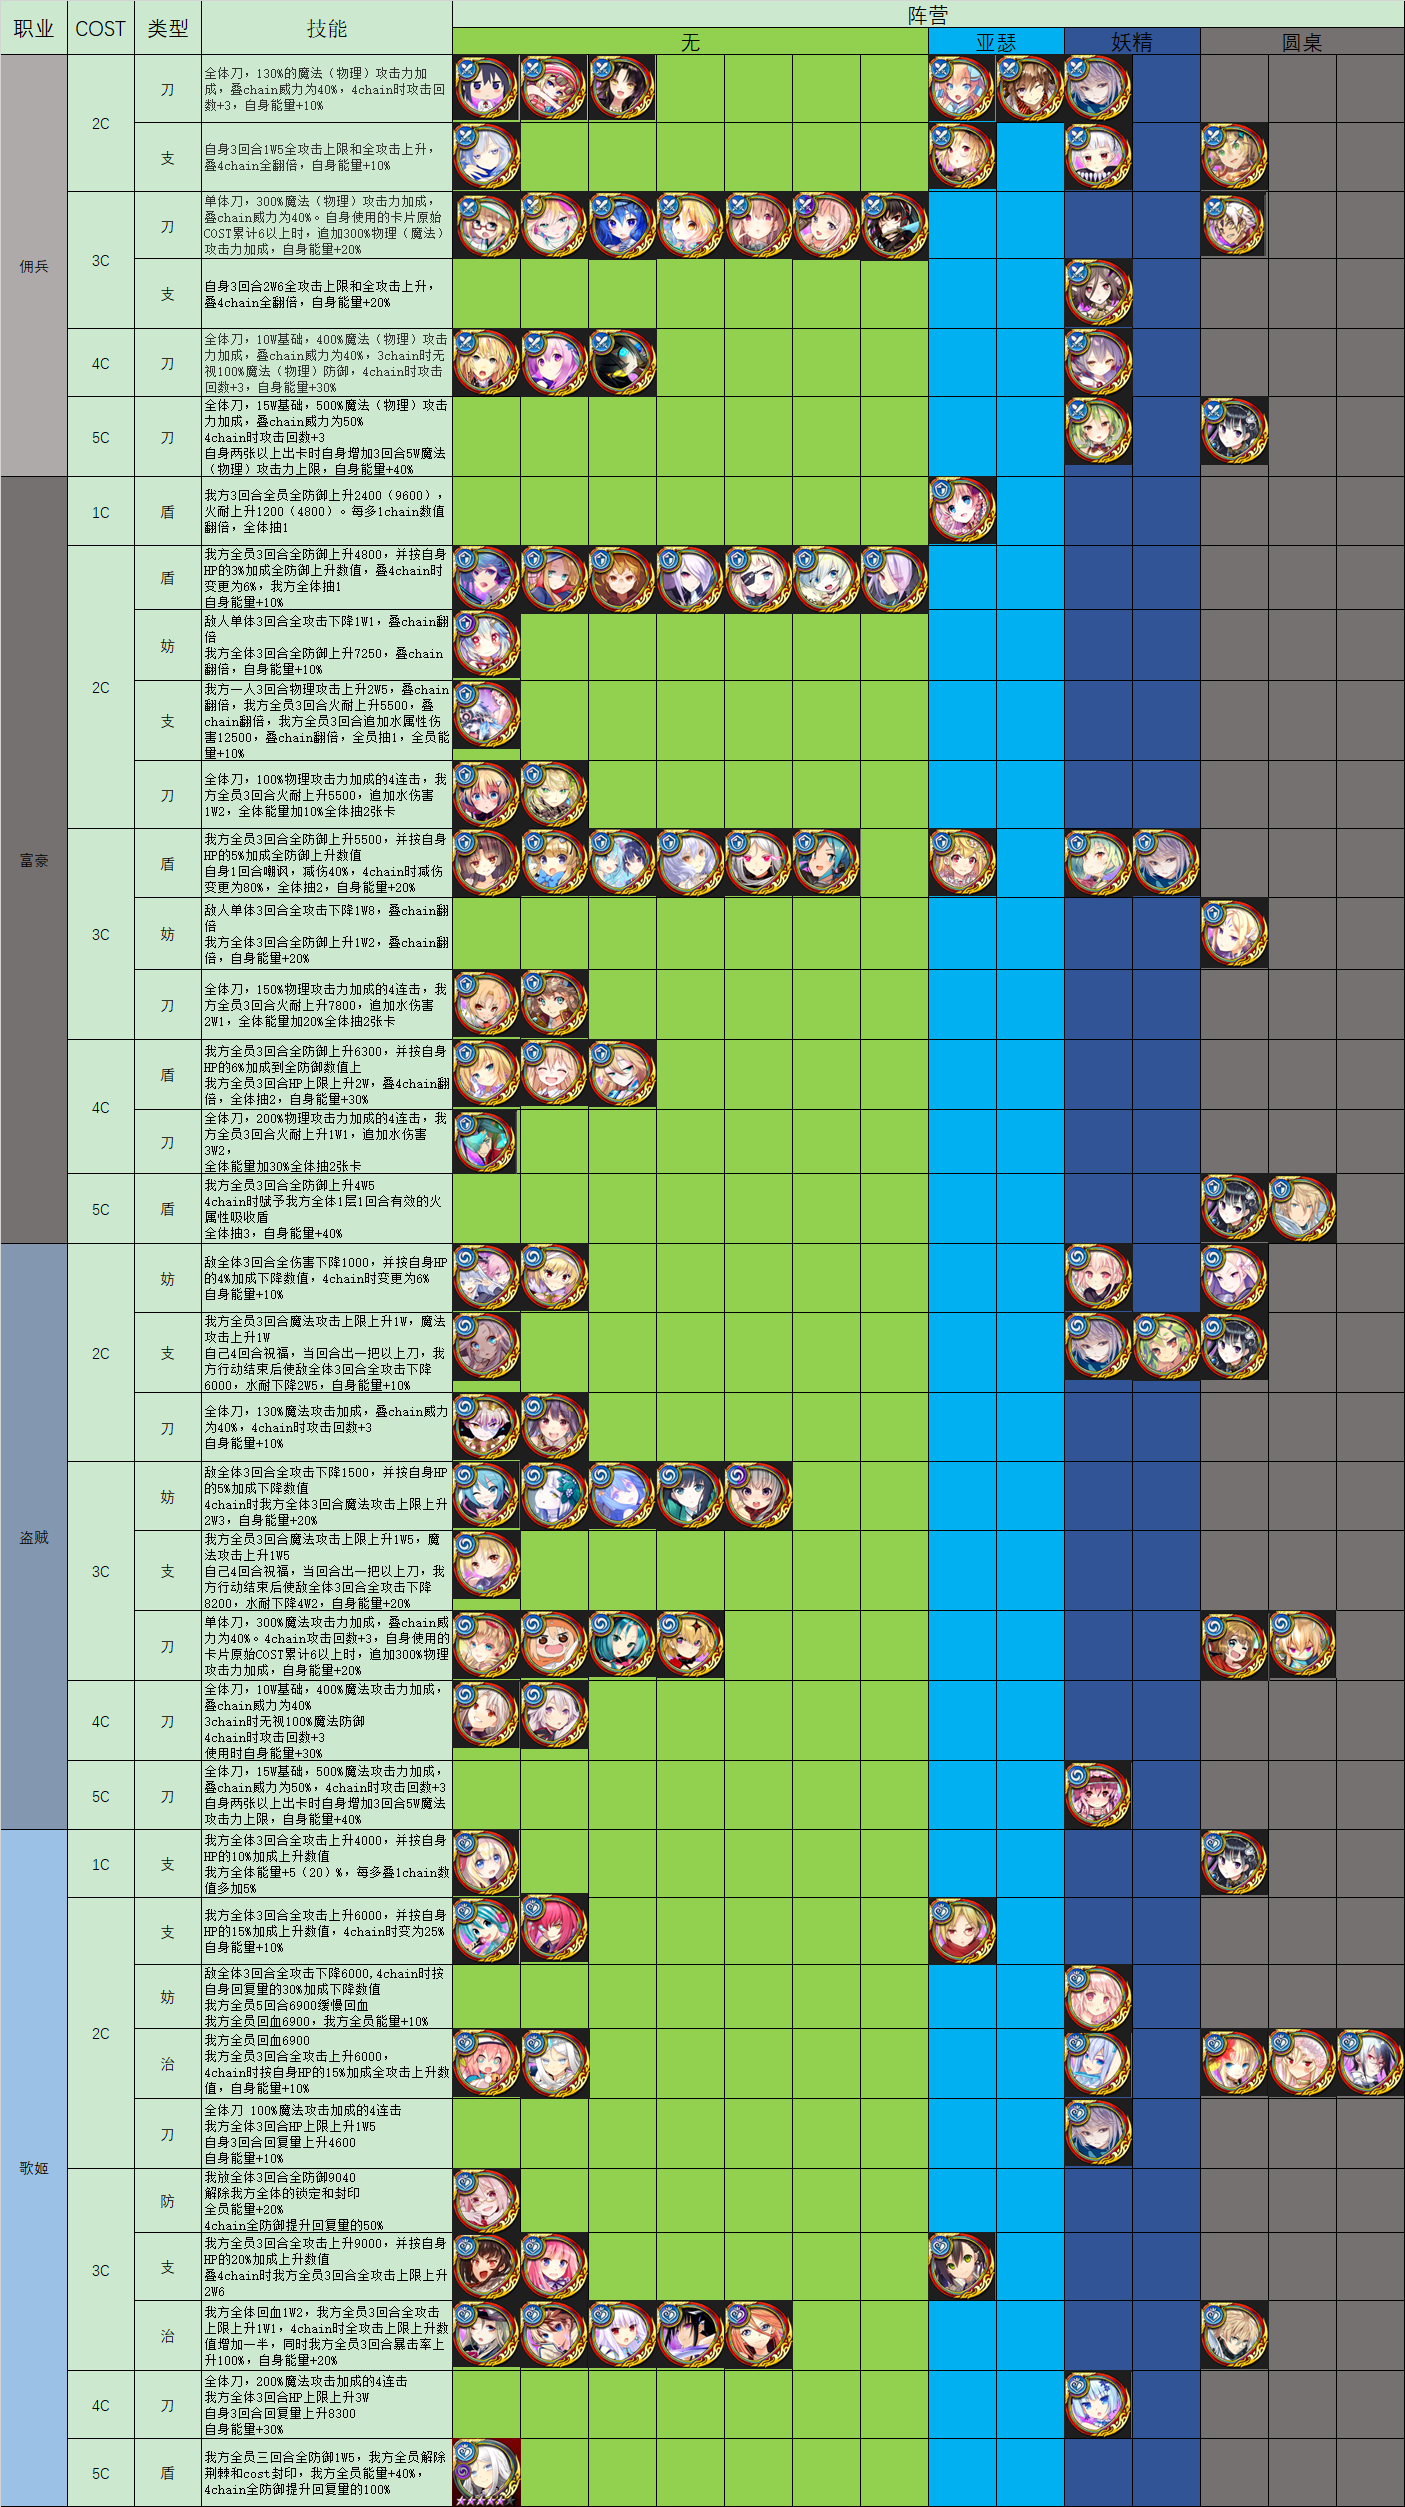 职业 COST 类型 技能 阵营
无 亚瑟 妖精 圆桌
佣兵
2C
刀
全体刀，130%的魔法（物理）攻击力加
成，叠chain威力为40%，4chain时攻击回
数+3，自身能量+10%
支
自身3回合1W5全攻击上限和全攻击上升，
叠4chain全翻倍，自身能量+10%
3C
刀
单体刀，300%魔法（物理）攻击力加成，
叠chain威力为40%。自身使用的卡片原始
COST累计6以上时，追加300%物理（魔法）
攻击力加成，自身能量+20%
支
自身3回合2W6全攻击上限和全攻击上升，
叠4chain全翻倍，自身能量+20%
4C
刀
全体刀，10W基础，400%魔法（物理）攻击
力加成，叠chain威力为40%，3chain时无
视100%魔法（物理）防御，4chain时攻击
回数+3，自身能量+30%
5C
刀
全体刀，15W基础，500%魔法（物理）攻击
力加成，叠chain威力为50%
4chain时攻击回数+3
自身两张以上出卡时自身增加3回合5W魔法
（物理）攻击力上限，自身能量+40%
富豪
1C
盾
我方3回合全员全防御上升2400（9600），
火耐上升1200（4800）。每多1chain数值
翻倍，全体抽1
2C
盾
我方全员3回合全防御上升4800，并按自身
HP的3%加成全防御上升数值，叠4chain时
变更为6%，我方全体抽1
自身能量+10%
妨
敌人单体3回合全攻击下降1W1，叠chain翻
倍
我方全体3回合全防御上升7250，叠chain
翻倍，自身能量+10%
支
我方一人3回合物理攻击上升2W5，叠chain
翻倍，我方全员3回合火耐上升5500，叠
chain翻倍，我方全员3回合追加水属性伤
害12500，叠chain翻倍，全员抽1，全员能
量+10%
刀
全体刀，100%物理攻击力加成的4连击，我
方全员3回合火耐上升5500，追加水伤害
1W2，全体能量加10%全体抽2张卡
3C
盾
我方全员3回合全防御上升5500，并按自身
HP的5%加成全防御上升数值
自身1回合嘲讽，减伤40%，4chain时减伤
变更为80%，全体抽2，自身能量+20%
妨
敌人单体3回合全攻击下降1W8，叠chain翻
倍
我方全体3回合全防御上升1W2，叠chain翻
倍，自身能量+20%
刀
全体刀，150%物理攻击力加成的4连击，我
方全员3回合火耐上升7800，追加水伤害
2W1，全体能量加20%全体抽2张卡
4C
盾
我方全员3回合全防御上升6300，并按自身
HP的6%加成到全防御数值上
我方全员3回合HP上限上升2W，叠4chain翻
倍，全体抽2，自身能量+30%
刀
全体刀，200%物理攻击力加成的4连击，我
方全员3回合火耐上升1W1，追加水伤害
3W2，
全体能量加30%全体抽2张卡
5C
盾
我方全员3回合全防御上升4W5
4chain时赋予我方全体1层1回合有效的火
属性吸收盾
全体抽3，自身能量+40%
盗贼
2C
妨
敌全体3回合全伤害下降1000，并按自身HP
的4%加成下降数值，4chain时变更为6%
自身能量+10%
支
我方全员3回合魔法攻击上限上升1W，魔法
攻击上升1W
自己4回合祝福，当回合出一把以上刀，我
方行动结束后使敌全体3回合全攻击下降
6000，水耐下降2W5，自身能量+10%
刀
全体刀，130%魔法攻击加成，叠chain威力
为40%，4chain时攻击回数+3
自身能量+10%
3C
妨
敌全体3回合全攻击下降1500，并按自身HP
的5%加成下降数值
4chain时我方全体3回合魔法攻击上限上升
2W3，自身能量+20%
支
我方全员3回合魔法攻击上限上升1W5，魔
法攻击上升1W5
自己4回合祝福，当回合出一把以上刀，我
方行动结束后使敌全体3回合全攻击下降
8200，水耐下降4W2，自身能量+20%
刀
单体刀，300%魔法攻击力加成，叠chain威
力为40%。4chain攻击回数+3，自身使用的
卡片原始COST累计6以上时，追加300%物理
攻击力加成，自身能量+20%
4C
刀
全体刀，10W基础，400%魔法攻击力加成，
叠chain威力为40%
3chain时无视100%魔法防御
4chain时攻击回数+3
使用时自身能量+30%
5C
刀
全体刀，15W基础，500%魔法攻击力加成，
叠chain威力为50%，4chain时攻击回数+3
自身两张以上出卡时自身增加3回合5W魔法
攻击力上限，自身能量+40%
歌姬
1C
支
我方全体3回合全攻击上升4000，并按自身
HP的10%加成上升数值
我方全体能量+5（20）%，每多叠1chain数
值多加5%
2C
支
我方全体3回合全攻击上升6000，并按自身
HP的15%加成上升数值，4chain时变为25%
自身能量+10%
妨
敌全体3回合全攻击下降6000,4chain时按
自身回复量的30%加成下降数值
我方全员5回合6900缓慢回血
我方全员回血6900，我方全员能量+10%
治
我方全员回血6900
我方全员3回合全攻击上升6000，
4chain时按自身HP的15%加成全攻击上升数
值，自身能量+10%
刀
全体刀 100%魔法攻击加成的4连击
我方全体3回合HP上限上升1W5
自身3回合回复量上升4600
自身能量+10%
3C
防
我放全体3回合全防御9040
解除我方全体的锁定和封印
全员能量+20%
4chain全防御提升回复量的50%
支
我方全员3回合全攻击上升9000，并按自身
HP的20%加成上升数值
叠4chain时我方全员3回合全攻击上限上升
2W6
治
我方全体回血1W2，我方全员3回合全攻击
上限上升1W1，4chain时全攻击上限上升数
值增加一半，同时我方全员3回合暴击率上
升100%，自身能量+20%
4C
刀
全体刀，200%魔法攻击加成的4连击
我方全体3回合HP上限上升3W
自身3回合回复量上升8300
自身能量+30%
5C
盾
我方全员三回合全防御1W5，我方全员解除
荆棘和cost封印，我方全员能量+40%，
4chain全防御提升回复量的100%